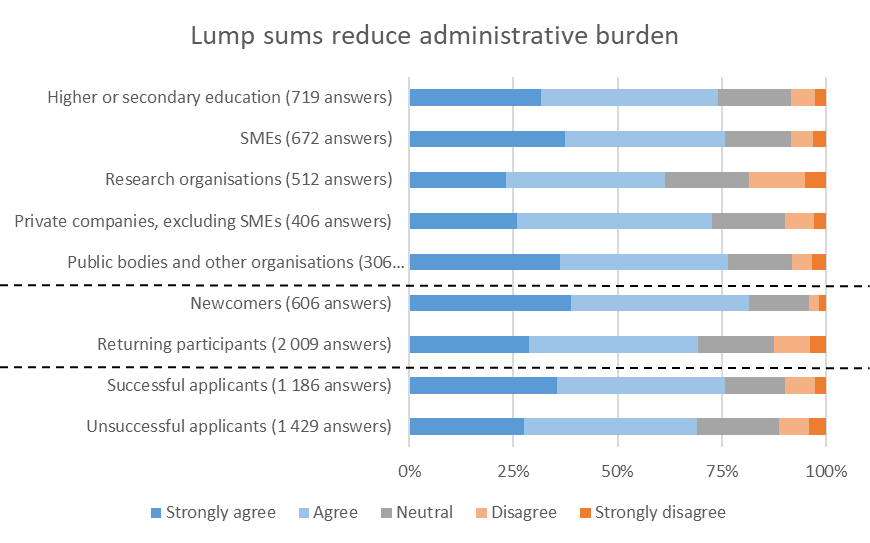 Lump sums reduce administrative burden
Higher or secondary education (719 answers)
SMEs (672 answers)
Research organisations (512 answers)
Private companies, excluding SMEs (406 answers)
Public bodies and other organisations (306...
Newcomers (606 answers)
Returning participants (2 009 answers)
Successful applicants (1 186 answers)
Unsuccessful applicants (1 429 answers)
0% 25% 50% 75% 100%
Strongly agree Agree Neutral Disagree Strongly disagree